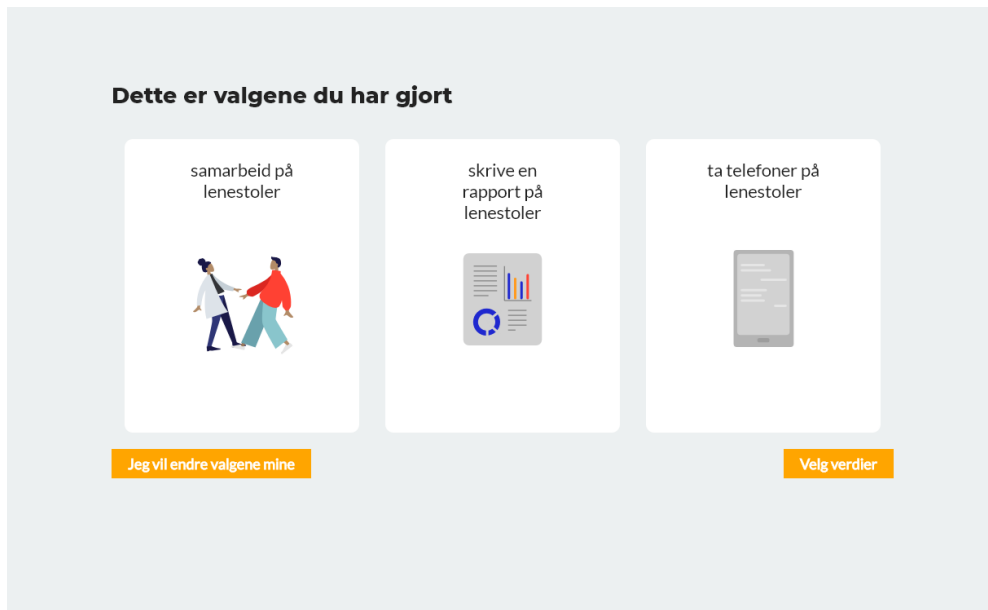 Dette er valgene du har gjort
samarbeid på
lenestoler
skrive en
rapport på
lenestoler
ta telefoner på
lenestoler
Jeg vil endre valgene mine
Velg verdier